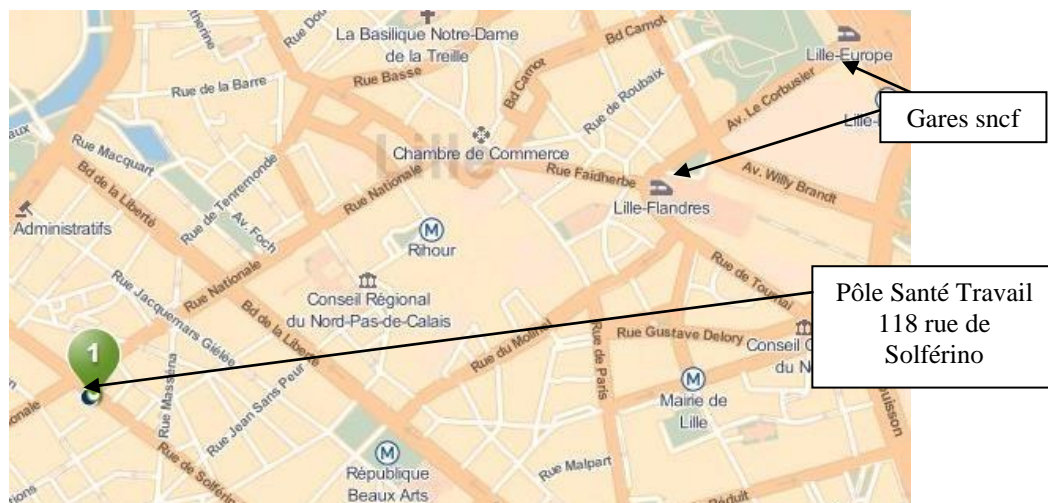 La Basilique Notre-Dame
de la Treille
Bd Carnot
Lille-Europe
Rue de la Barre
Rue Basse
Bd Carnot
Rue de Roubaix
Av. Le Corbusier
Gares sncf
Lille
Chambre de Commerce
Rue Macquart
Rue Faidherbe
Av. Willy Brandt
Bd de la Liberté
Rue de Tenremonde
Rue Nationale
Lille-Flandres
Administratifs
Av. Foch
Rihour
Rue de Tournai
Rue Nationale
Conseil Régional
du Nord-Pas-de-Calais
Pôle Santé Travail
118 rue de
Solférino
Rue Jacquemars Giélée
Bd de la Liberté
Rue du Molinel
Rue de Paris
Rue Gustave Delory
Conseil
du N
1
Rue Masséna
Rue Jean Sans Peur
Mairie de
Lille
Rue de Solférino
République
Beaux Arts
Rue Malpart